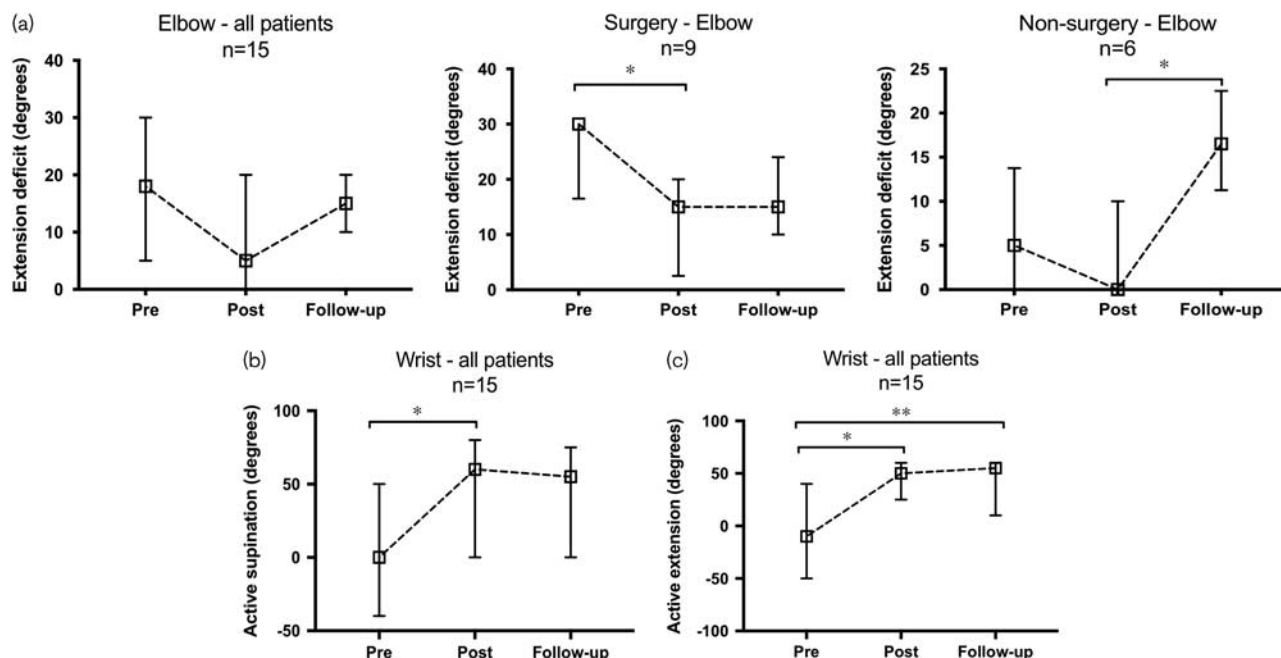 (a)
Elbow - all patients
n=15
Extension deficit (degrees)
40
30
20
10
0
Pre Post Follow-up
Surgery - Elbow
n=9
Extension deficit (degrees)
40
30
20
10
0
*
Pre Post Follow-up
Non-surgery - Elbow
n=6
Extension deficit (degrees)
25
20
15
10
5
0
*
Pre Post Follow-up
(b)
Wrist - all patients
n=15
Active supination (degrees)
100
50
0
-50
*
Pre Post Follow-up
(c)
Wrist - all patients
n=15
Active extension (degrees)
100
50
0
-50
-100
**
*
Pre Post Follow-up